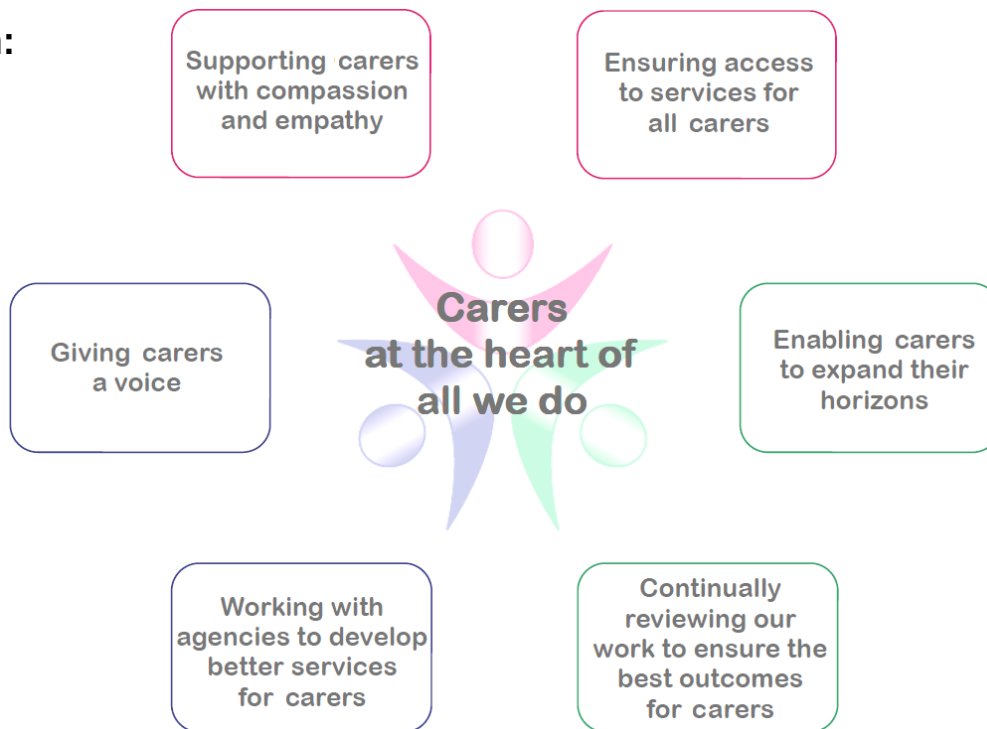 :
Supporting carers
with compassion
and empathy
Ensuring access
to services for
all carers
Carers
at the heart of
all we do
Giving carers
a voice
Enabling carers
to expand their
horizons
Working with
agencies to develop
better services
for carers
Continually
reviewing our
work to ensure the
best outcomes
for carers